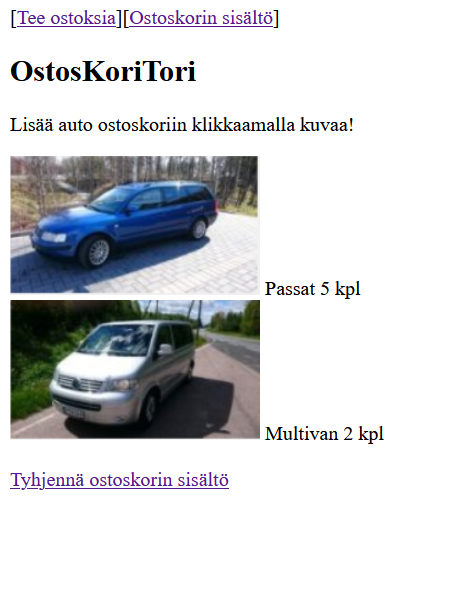 [Tee ostoksia][Ostoskorin sisältö]
OstosKoriTori
Lisää auto ostoskoriin klikkaamalla kuvaa!
Passat 5 kpl
Multivan 2 kpl
Tyhjennä ostoskorin sisältö